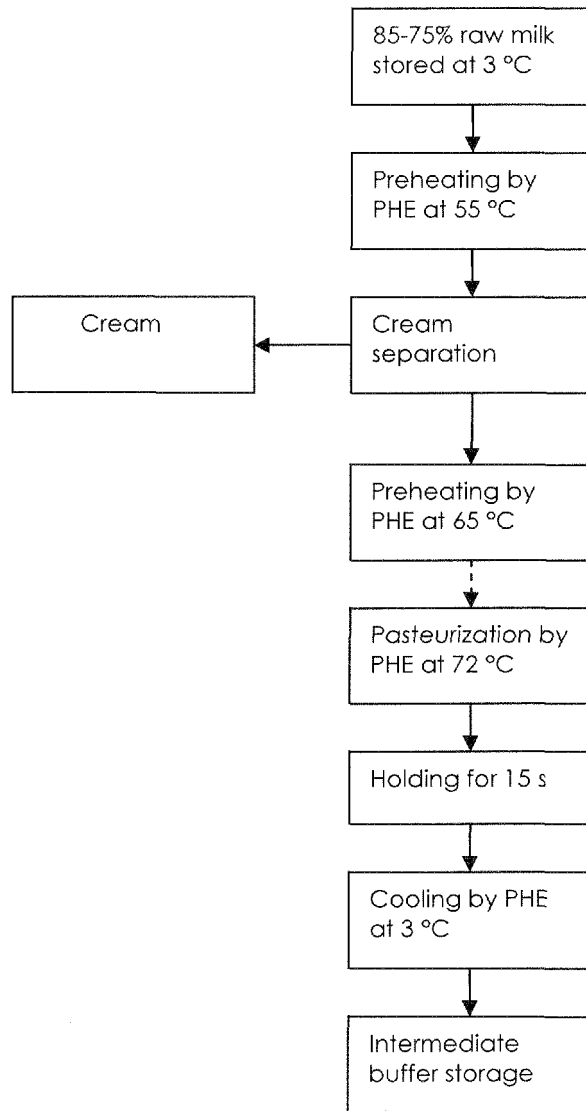 85-75% raw milk
stored at 3 °C
Preheating by
PHE at 55 °C
Cream
Cream
separation
Preheating by
PHE at 65 °C
Pasteurization by
PHE at 72 °C
Holding for 15 s
Cooling by PHE
at 3 °C
Intermediate
buffer storage